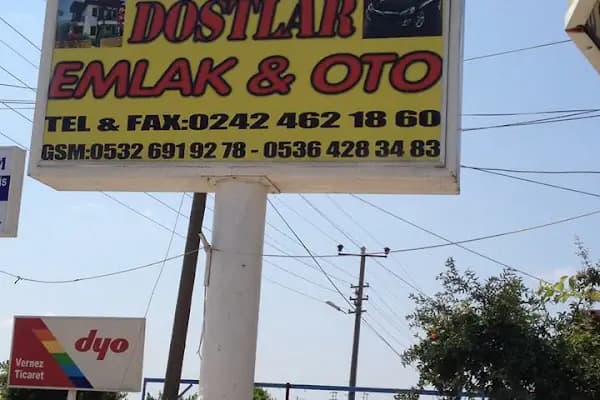 DOSTLAR
EMLAK & OTO
TEL & FAX:0242 462 18 60
GSM:0532 691 92 78 - 0536 428 34 83
dyo
Vernez
Ticaret